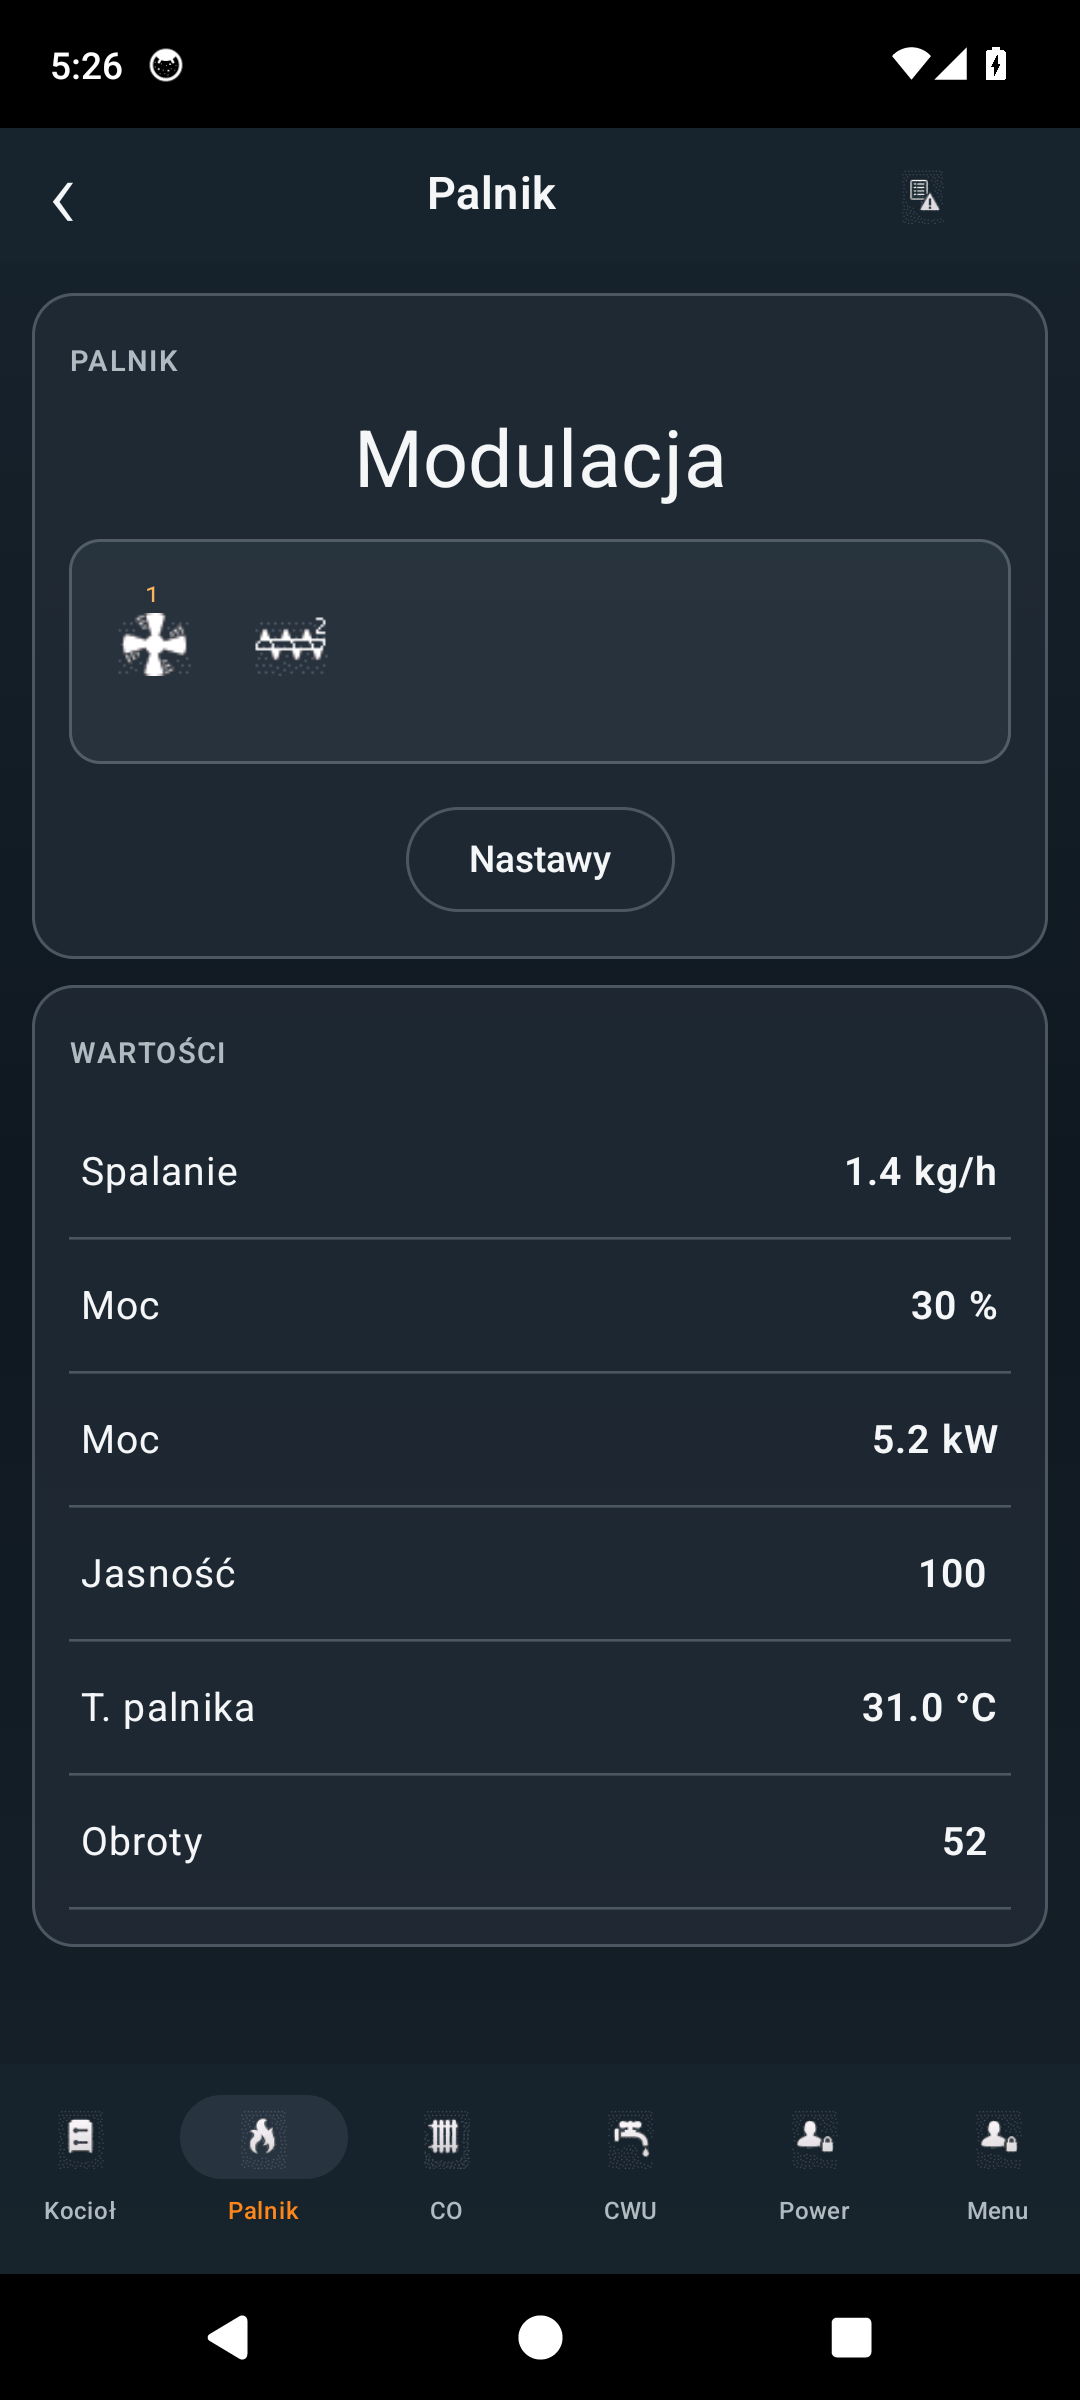 5:26
Palnik
PALNIK
Modulacja
1
2
Nastawy
WARTOŚCI
Spalanie 1.4 kg/h
Moc 30 %
Moc 5.2 kW
Jasność 100
T. palnika 31.0 °C
Obroty 52
Kocioł Palnik CO CWU Power Menu